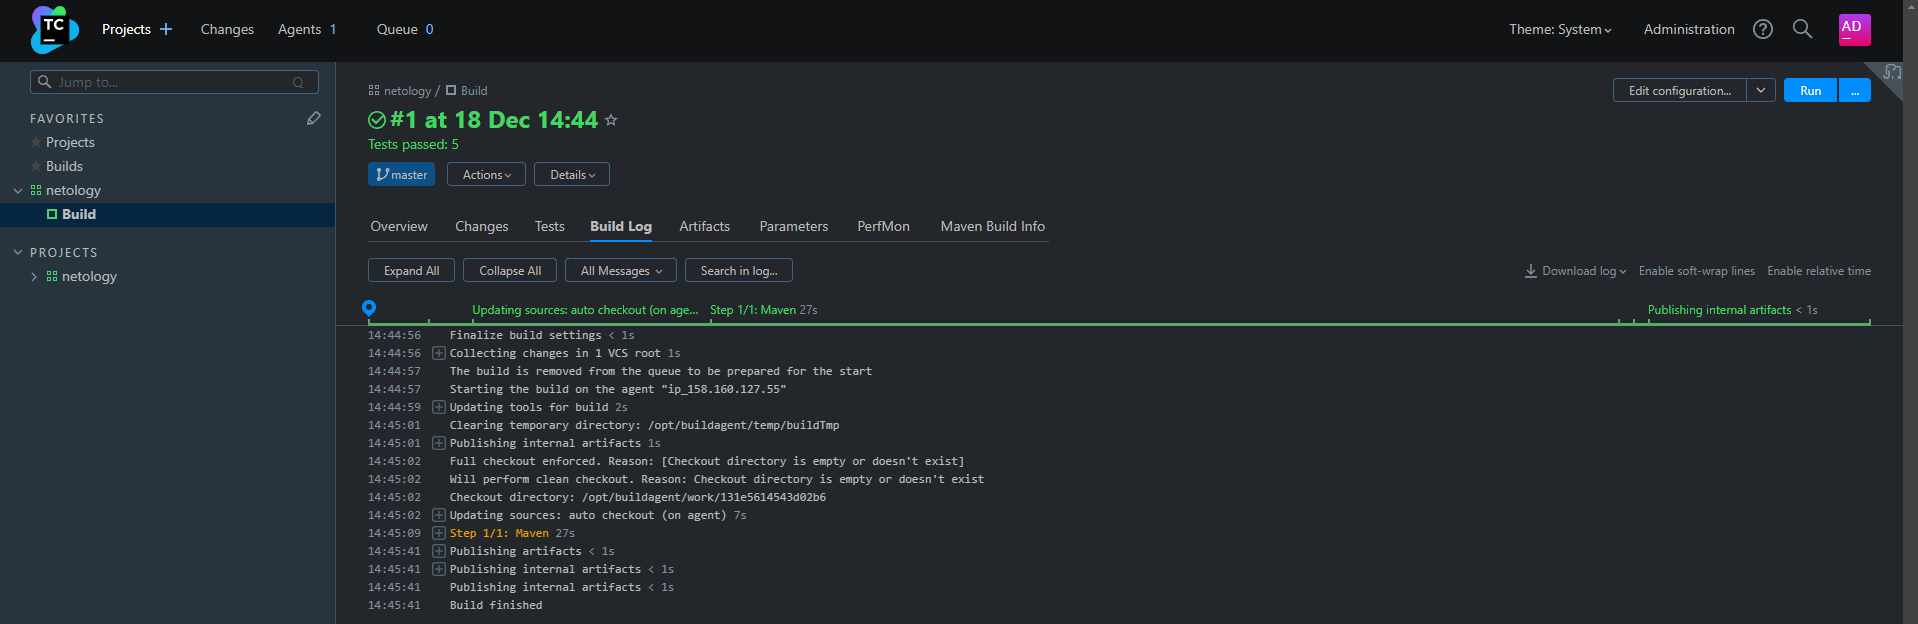 TC
Projects
Changes
Agents 1
Queue 0
Theme: System
Administration
AD
Jump to...
Q
FAVORITES
Projects
Builds
netology
Build
PROJECTS
netology
netology / Build
Edit configuration...
Run
...
#1 at 18 Dec 14:44
Tests passed: 5
master
Actions
Details
Overview
Changes
Tests
Build Log
Artifacts
Parameters
PerfMon
Maven Build Info
Expand All
Collapse All
All Messages
Search in log...
Download log
Enable soft-wrap lines
Enable relative time
Updating sources: auto checkout (on age...
Step 1/1: Maven 27s
Publishing internal artifacts < 1s
14:44:56 Finalize build settings < 1s
14:44:56 Collecting changes in 1 VCS root 1s
14:44:57 The build is removed from the queue to be prepared for the start
14:44:57 Starting the build on the agent "ip_158.160.127.55"
14:44:59 Updating tools for build 2s
14:45:01 Clearing temporary directory: /opt/buildagent/temp/buildTmp
14:45:01 Publishing internal artifacts 1s
14:45:02 Full checkout enforced. Reason: [Checkout directory is empty or doesn't exist]
14:45:02 Will perform clean checkout. Reason: Checkout directory is empty or doesn't exist
14:45:02 Checkout directory: /opt/buildagent/work/131e5614543d02b6
14:45:02 Updating sources: auto checkout (on agent) 7s
14:45:09 Step 1/1: Maven 27s
14:45:41 Publishing artifacts < 1s
14:45:41 Publishing internal artifacts < 1s
14:45:41 Publishing internal artifacts < 1s
14:45:41 Build finished